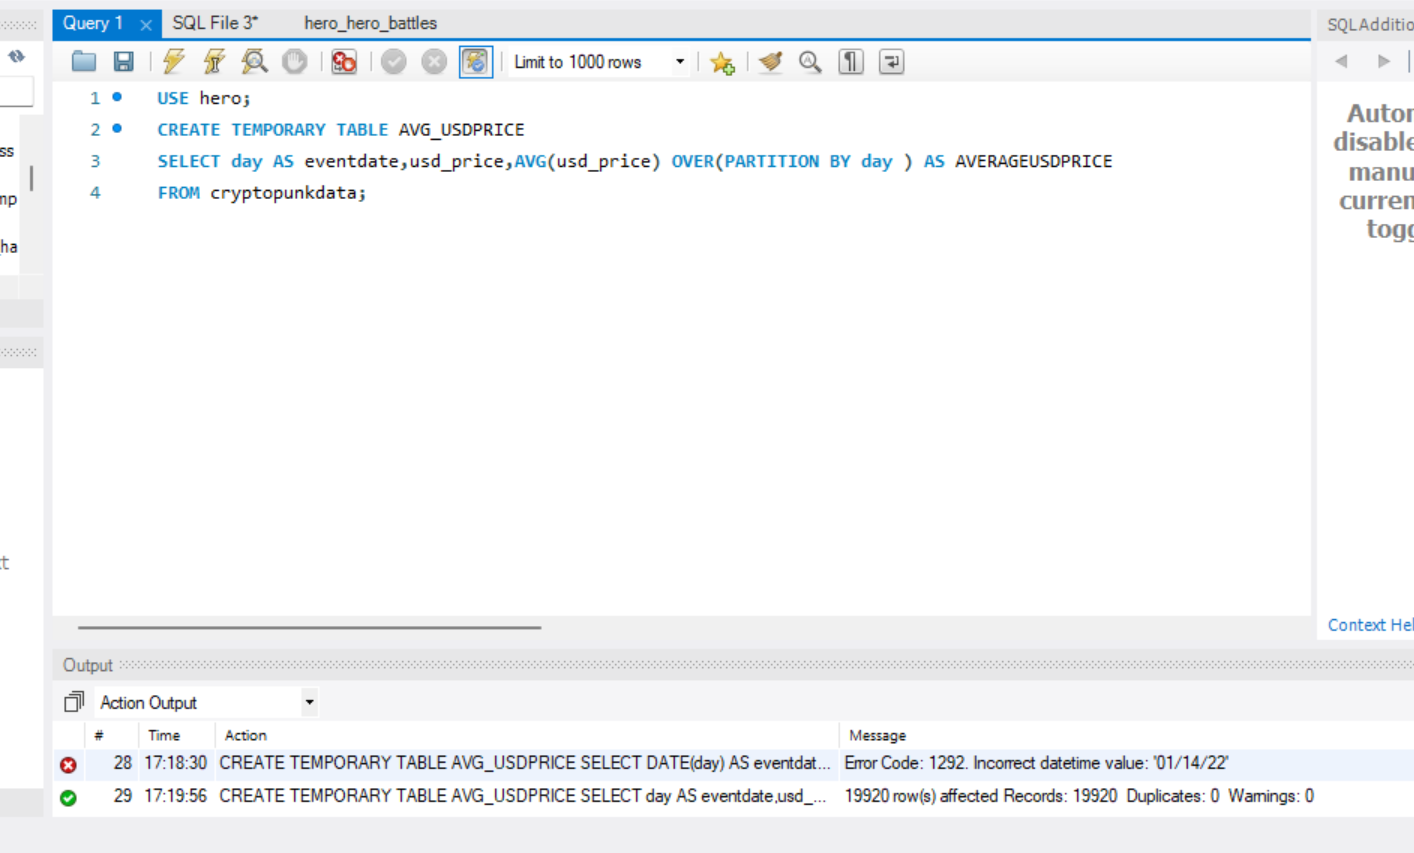 Query 1
SQL File 3*
hero_hero_battles
SQLAdditio
Limit to 1000 rows
1 USE hero;
2 CREATE TEMPORARY TABLE AVG_USDPRICE
3 SELECT day AS eventdate,usd_price,AVG(usd_price) OVER(PARTITION BY day ) AS AVERAGEUSDPRICE
4 FROM cryptopunkdata;
ss
mp
ha
Autom
disable
manu
curren
togg
Context Hel
Output
Action Output
# Time Action Message
28 17:18:30 CREATE TEMPORARY TABLE AVG_USDPRICE SELECT DATE(day) AS eventdat... Error Code: 1292. Incorrect datetime value: '01/14/22'
29 17:19:56 CREATE TEMPORARY TABLE AVG_USDPRICE SELECT day AS eventdate,usd_... 19920 row(s) affected Records: 19920 Duplicates: 0 Warnings: 0